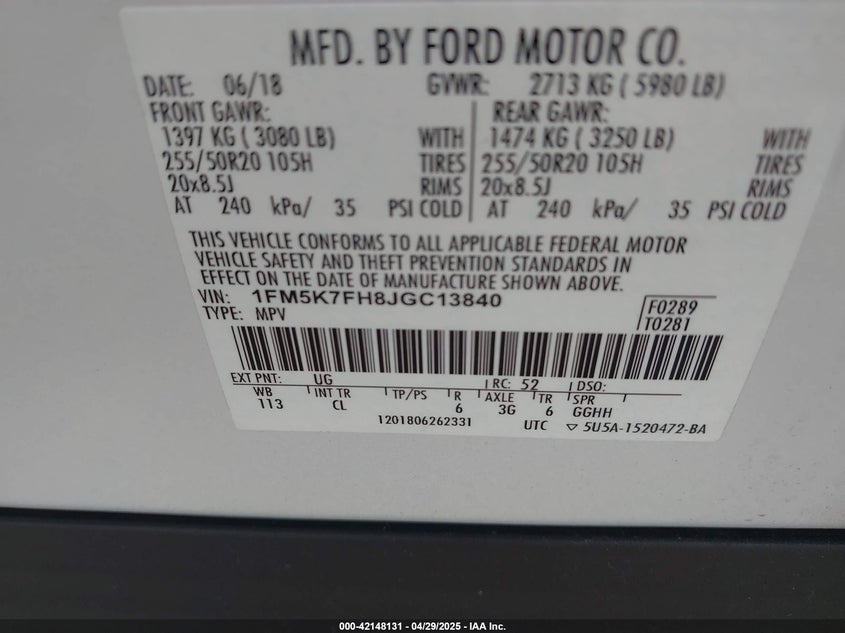 MFD. BY FORD MOTOR CO.
DATE: 06/18 GVWR: 2713 KG ( 5980 LB)
FRONT GAWR: REAR GAWR:
1397 KG ( 3080 LB) WITH 1474 KG ( 3250 LB) WITH
255/50R20 105H TIRES 255/50R20 105H TIRES
20x8.5J RIMS 20x8.5J RIMS
AT 240 kPa/ 35 PSI COLD AT 240 kPa/ 35 PSI COLD
THIS VEHICLE CONFORMS TO ALL APPLICABLE FEDERAL MOTOR
VEHICLE SAFETY AND THEFT PREVENTION STANDARDS IN
EFFECT ON THE DATE OF MANUFACTURE SHOWN ABOVE.
VIN: 1FM5K7FH8JGC13840 F0289
TYPE: MPV T0281
EXT PNT: UG RC: 52 DSO:
WB INT TR TP/PS R AXLE TR SPR
113 CL 6 3G 6 GGHH
1201806262331 UTC ▽ 5U5A-1520472-BA
000-42148131 - 04/29/2025 - IAA Inc.